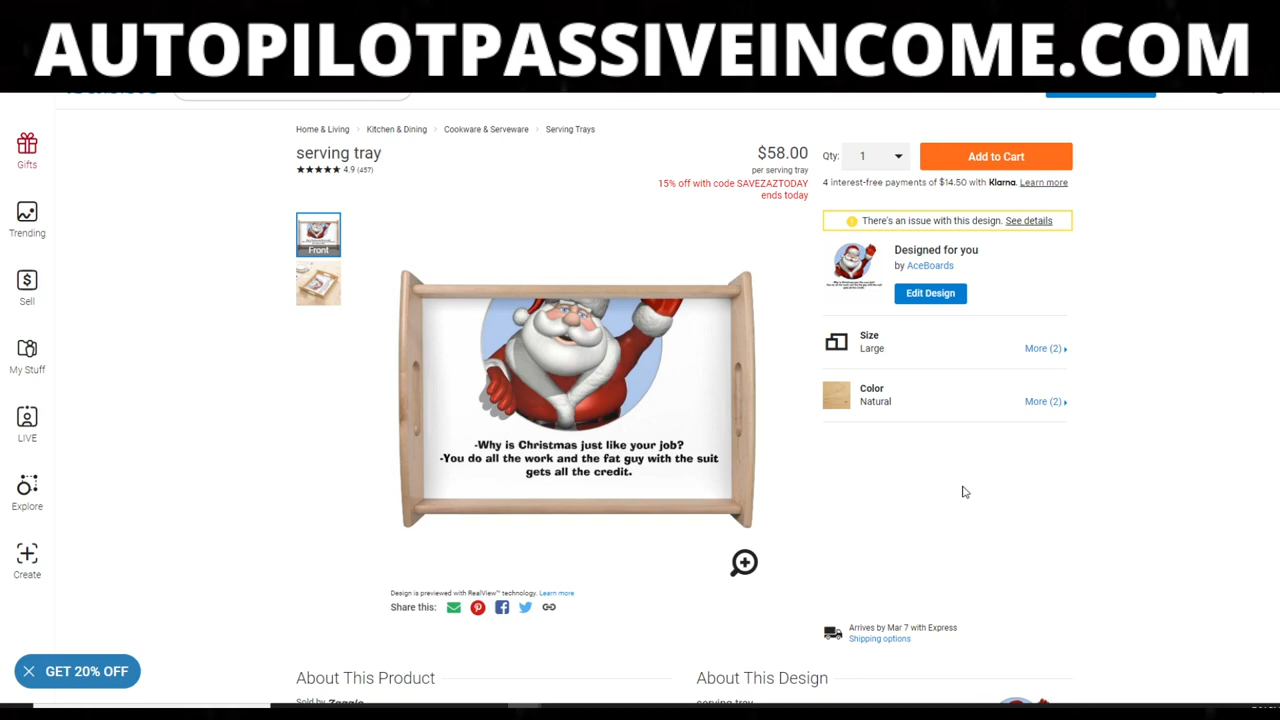 AUTOPILOTPASSIVEINCOME.COM
Home & Living > Kitchen & Dining > Cookware & Serveware > Serving Trays
serving tray
4.9 (457)
$58.00
per serving tray
15% off with code SAVEZAZTODAY
ends today
Qty: 1
Add to Cart
4 interest-free payments of $14.50 with Klarna. Learn more
There's an issue with this design. See details
Designed for you
by AceBoards
Edit Design
Size
Large
More (2)
Color
Natural
More (2)
Gifts
Trending
Sell
My Stuff
LIVE
Explore
Create
Front
-Why is Christmas just like your job?
-You do all the work and the fat guy with the suit
gets all the credit.
Design is previewed with RealView™ technology. Learn more
Share this:
Arrives by Mar 7 with Express
Shipping options
GET 20% OFF
About This Product
About This Design
Sold by Zazzle
serving tray